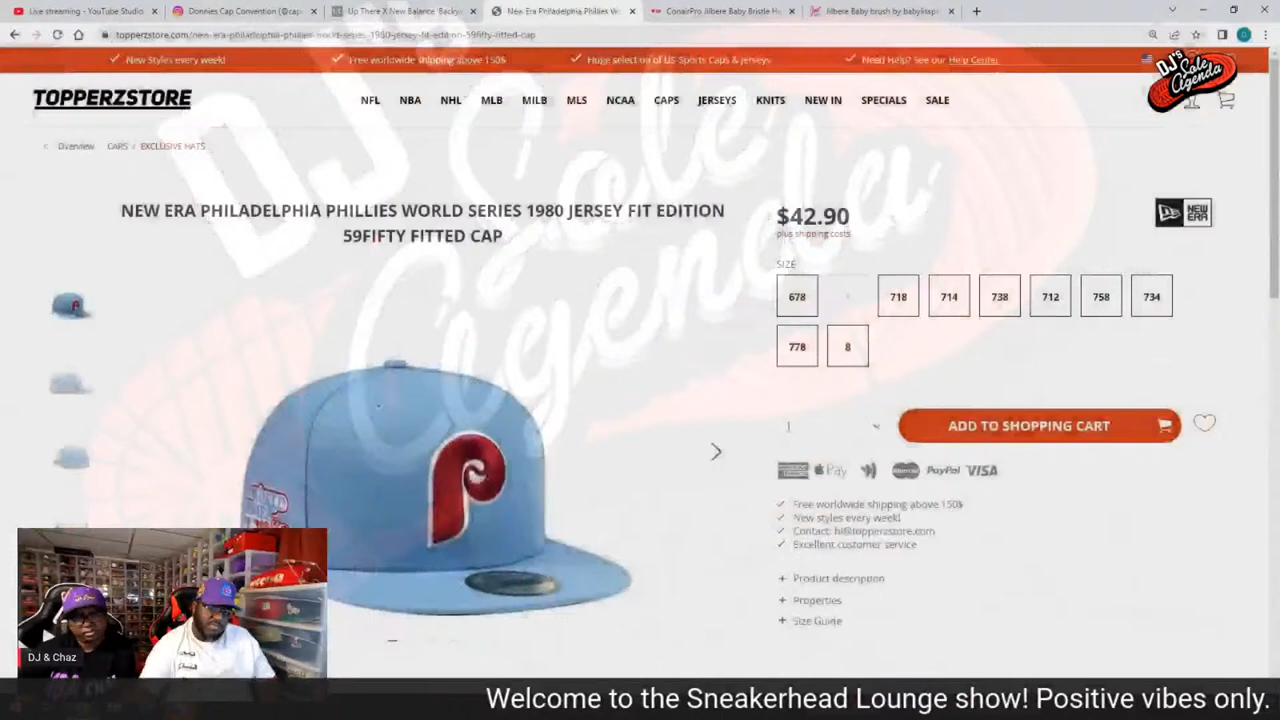 Live streaming - YouTube Studio
Donnies Cap Convention (@cap
Up There X New Balance 'Backy
New Era Philadelphia Phillies W
ConairPro Jilbere Baby Bristle H
Jilbere Baby brush by babylisspr
topperzstore.com/new-era-philadelphia-phillies-world-series-1980-jersey-fit-edition-59fifty-fitted-cap
New Styles every week!
Free worldwide shipping above 150$
Huge selection of US Sports Caps & Jerseys
Need Help? See our Help Center
DJ's Sole Agenda
TOPPERZSTORE
NFL NBA NHL MLB MILB MLS NCAA CAPS JERSEYS KNITS NEW IN SPECIALS SALE
Overview CAPS / EXCLUSIVE HATS
DJ's Sole Agenda
NEW ERA PHILADELPHIA PHILLIES WORLD SERIES 1980 JERSEY FIT EDITION
59FIFTY FITTED CAP
$42.90
plus shipping costs
NEW ERA
SIZE
678 718 714 738 712 758 734
778 8
1
ADD TO SHOPPING CART
Pay PayPal VISA
Free worldwide shipping above 150$
New styles every week!
Contact: hi@topperzstore.com
Excellent customer service
+ Product description
+ Properties
+ Size Guide
P
DJ & Chaz
Welcome to the Sneakerhead Lounge show! Positive vibes only.